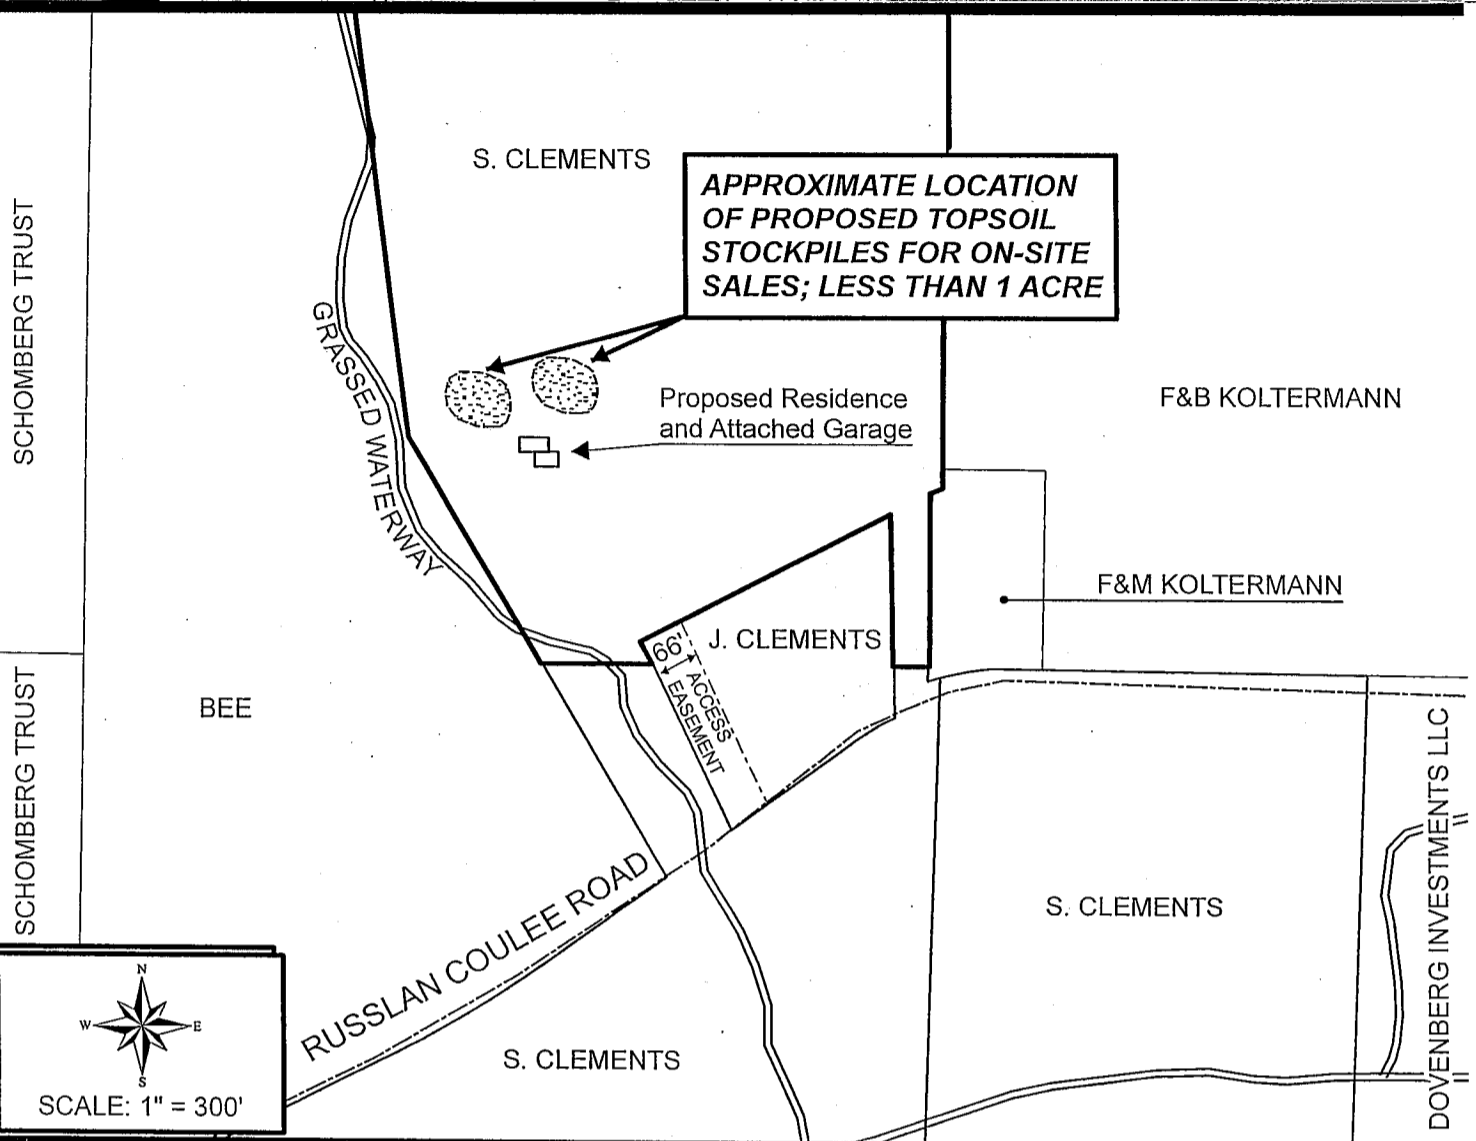 S. CLEMENTS
APPROXIMATE LOCATION
OF PROPOSED TOPSOIL
STOCKPILES FOR ON-SITE
SALES; LESS THAN 1 ACRE
SCHOMBERG TRUST
GRASSED WATERWAY
Proposed Residence
and Attached Garage
F&B KOLTERMANN
F&M KOLTERMANN
J. CLEMENTS
66'
ACCESS
EASEMENT
SCHOMBERG TRUST
BEE
DOVENBERG INVESTMENTS LLC
RUSSLAN COULEE ROAD
S. CLEMENTS
S. CLEMENTS
N
W
E
S
SCALE: 1" = 300'